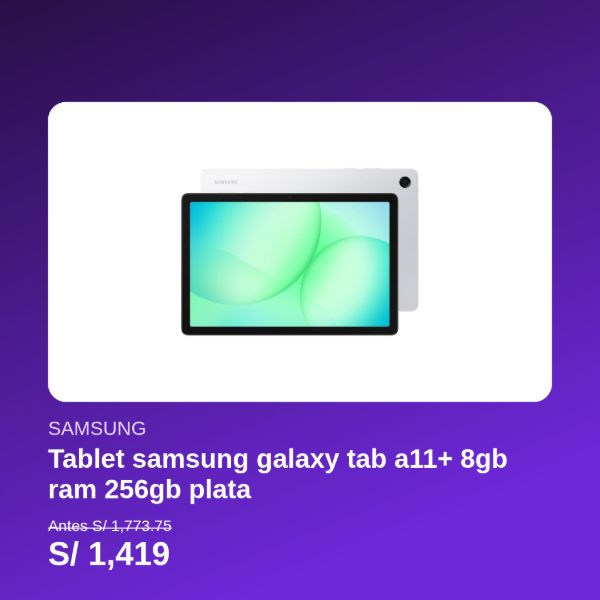 SAMSUNG
SAMSUNG
Tablet samsung galaxy tab a11+ 8gb
ram 256gb plata
Antes S/ 1,773.75
S/ 1,419